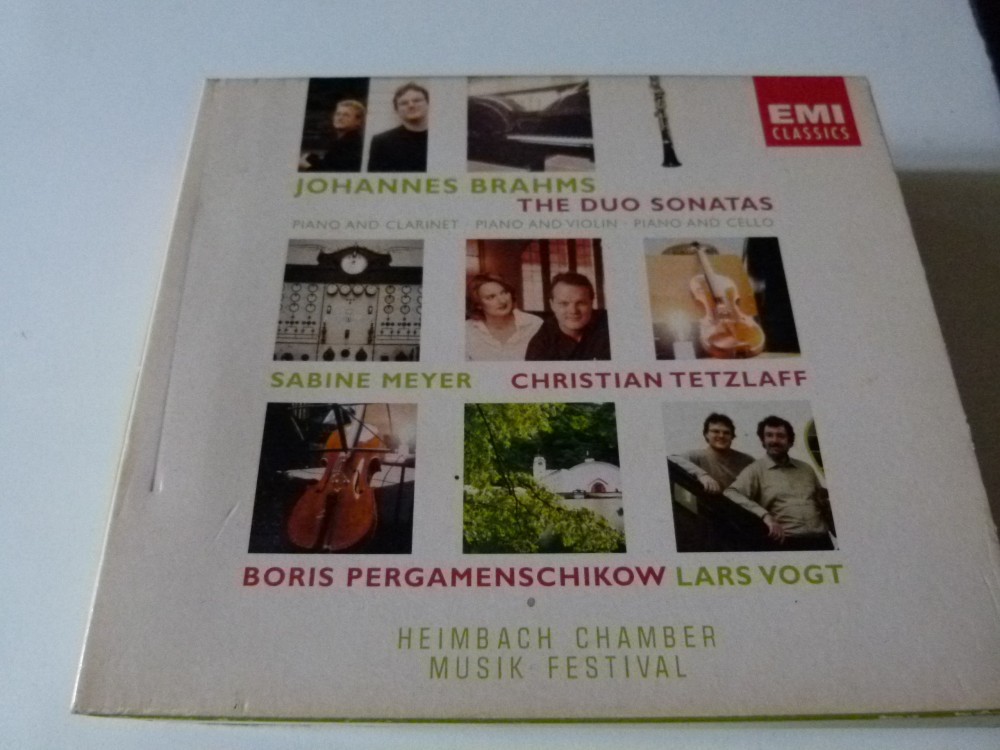 EMI
CLASSICS
JOHANNES BRAHMS
THE DUO SONATAS
PIANO AND CLARINET · PIANO AND VIOLIN · PIANO AND CELLO
SABINE MEYER CHRISTIAN TETZLAFF
BORIS PERGAMENSCHIKOW LARS VOGT
HEIMBACH CHAMBER
MUSIK FESTIVAL